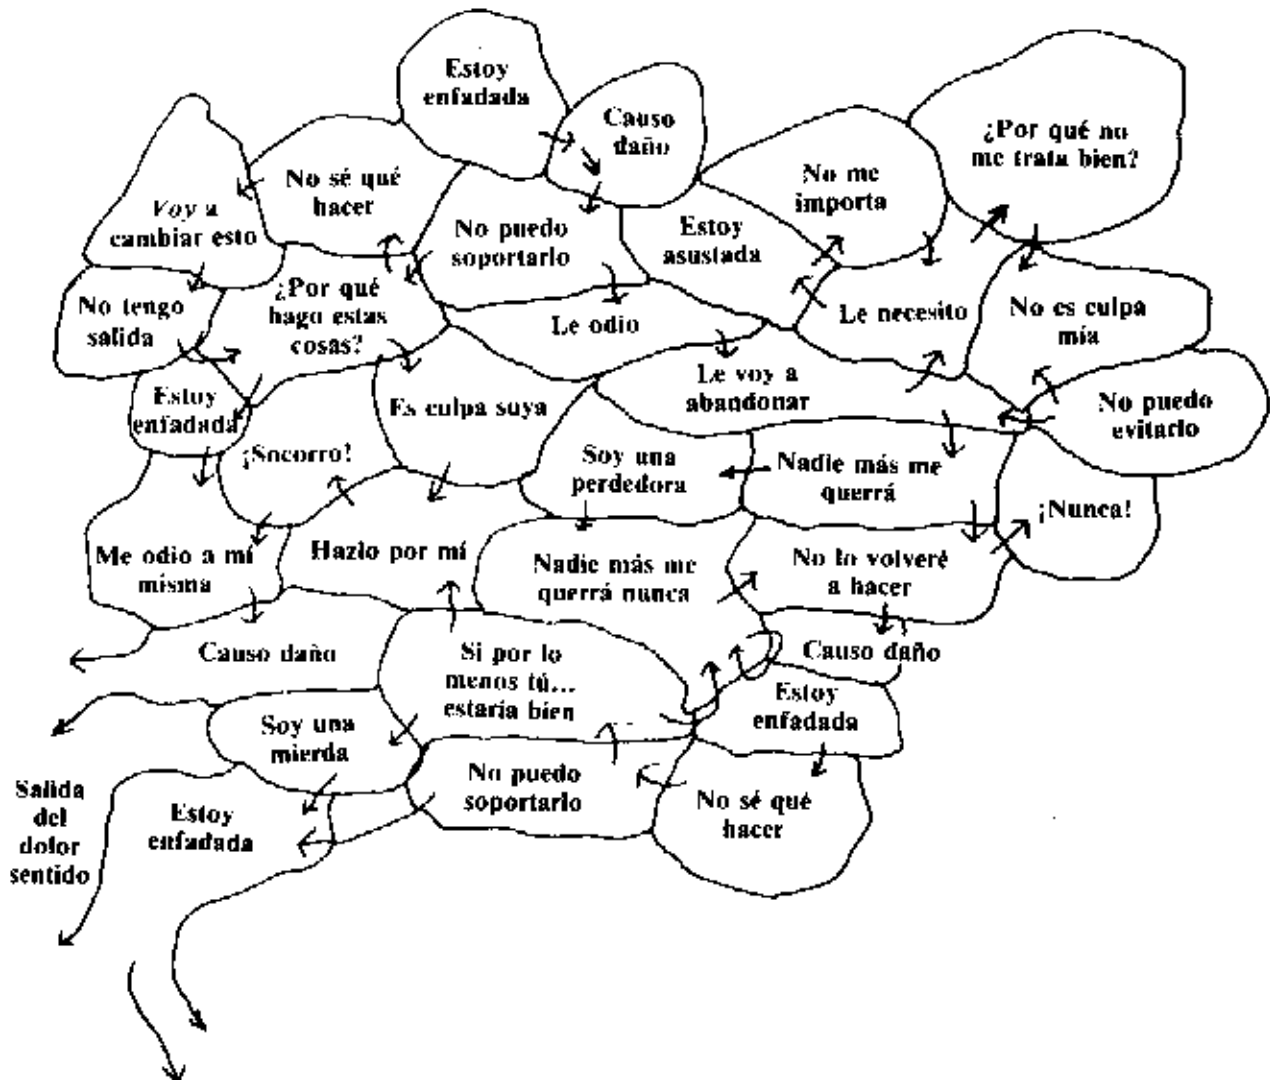 Estoy
enfadada
Causo
daño
¿Por qué no
me trata bien?
No sé qué
hacer
No me
importa
Voy a
cambiar esto
No puedo
soportarlo
Estoy
asustada
No tengo
salida
¿Por qué
hago estas
cosas?
Le odio
Le necesito
No es culpa
mía
Estoy
enfadada
Es culpa suya
Le voy a
abandonar
No puedo
evitarlo
¡Socorro!
Soy una
perdedora
Nadie más me
querrá
¡Nunca!
Me odio a mí
misma
Hazlo por mí
Nadie más me
querrá nunca
No lo volveré
a hacer
Causo daño
Si por lo
menos tú...
estaría bien
Causo daño
Estoy
enfadada
Soy una
mierda
No puedo
soportarlo
No sé qué
hacer
Salida
del
dolor
sentido
Estoy
enfadada